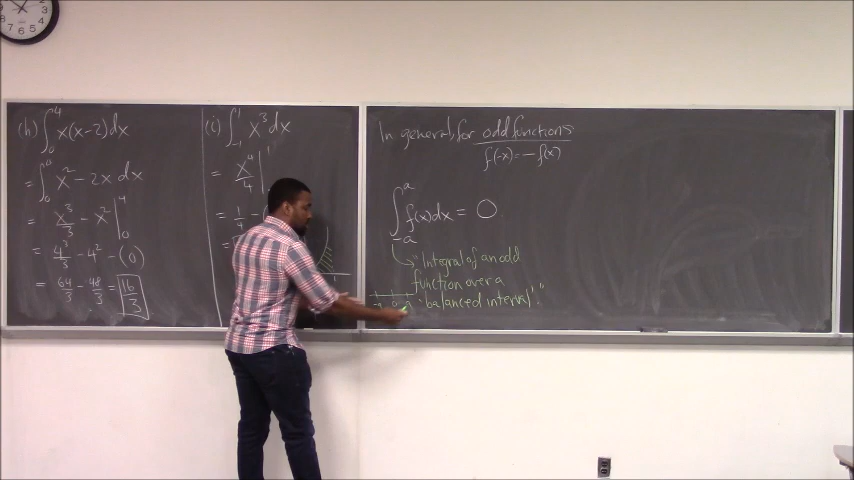 (h) ∫₀⁴ x(x-2)dx
= ∫₀⁴ x² - 2x dx
= x³/3 - x² |₀⁴
= 4³/3 - 4² - (0)
= 64/3 - 48/3 = 16/3
(i) ∫₋₁¹ x³ dx
= x⁴/4 |¹
= 1/4 - (
In general, for odd functions
f(-x) = - f(x)
∫₋ₐᵃ f(x)dx = 0
"Integral of an odd
function over a
'balanced interval'."